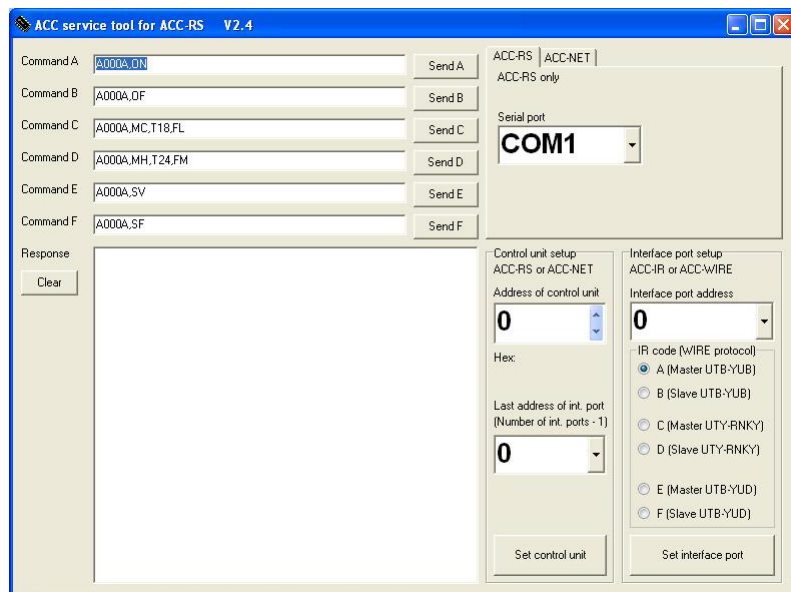 ACC service tool for ACC-RS V2.4
Command A A000A,ON Send A
Command B A000A,OF Send B
Command C A000A,MC,T18,FL Send C
Command D A000A,MH,T24,FM Send D
Command E A000A,SV Send E
Command F A000A,SF Send F
Response
Clear
ACC-RS ACC-NET
ACC-RS only
Serial port
COM1
Control unit setup
ACC-RS or ACC-NET
Address of control unit
0
Hex:
Last address of int. port
(Number of int. ports - 1)
0
Set control unit
Interface port setup
ACC-IR or ACC-WIRE
Interface port address
0
IR code (WIRE protocol)
A (Master UTB-YUB)
B (Slave UTB-YUB)
C (Master UTY-RNKY)
D (Slave UTY-RNKY)
E (Master UTB-YUD)
F (Slave UTB-YUD)
Set interface port